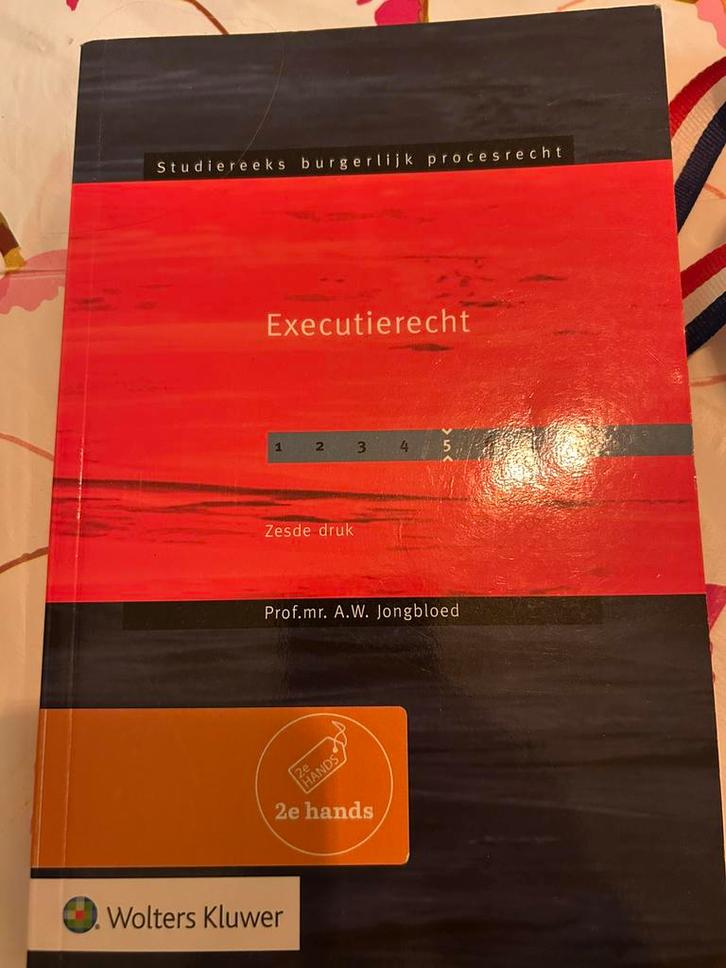 Studiereeks burgerlijk procesrecht
Executierecht
1 2 3 4 5
Zesde druk
Prof.mr. A.W. Jongbloed
2e HANDS
2e hands
Wolters Kluwer